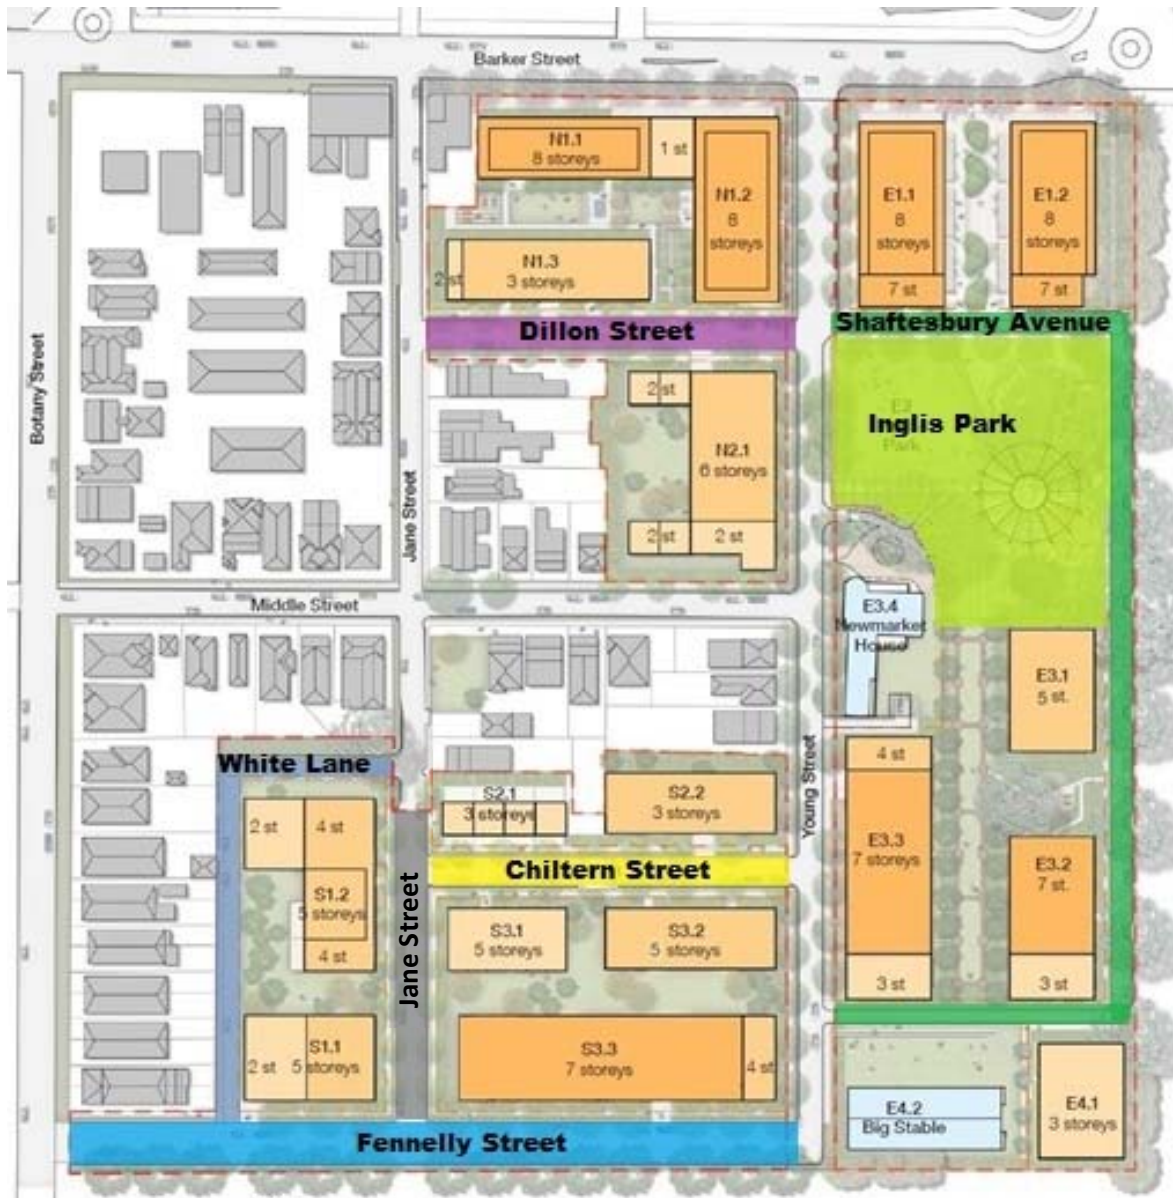 Barker Street
N1.1
8 storeys
1 st
N1.2
8
storeys
E1.1
8
storeys
E1.2
8
storeys
N1.3
3 storeys
2 st
7 st
7 st
Dillon Street
Shaftesbury Avenue
Botany Street
2 st
E2
Park
Inglis Park
N2.1
6 storeys
Jane Street
2 st
2 st
Middle Street
E3.4
Newmarket
House
E3.1
5 st.
White Lane
Young Street
4 st
S2.1
3 storeys
S2.2
3 storeys
2 st
4 st
E3.3
7 storeys
E3.2
7 st.
Chiltern Street
S1.2
5 storeys
Jane Street
S3.1
5 storeys
S3.2
5 storeys
4 st
3 st
3 st
S1.1
2 st
5 storeys
S3.3
7 storeys
4 st
E4.2
Big Stable
E4.1
3 storeys
Fennelly Street